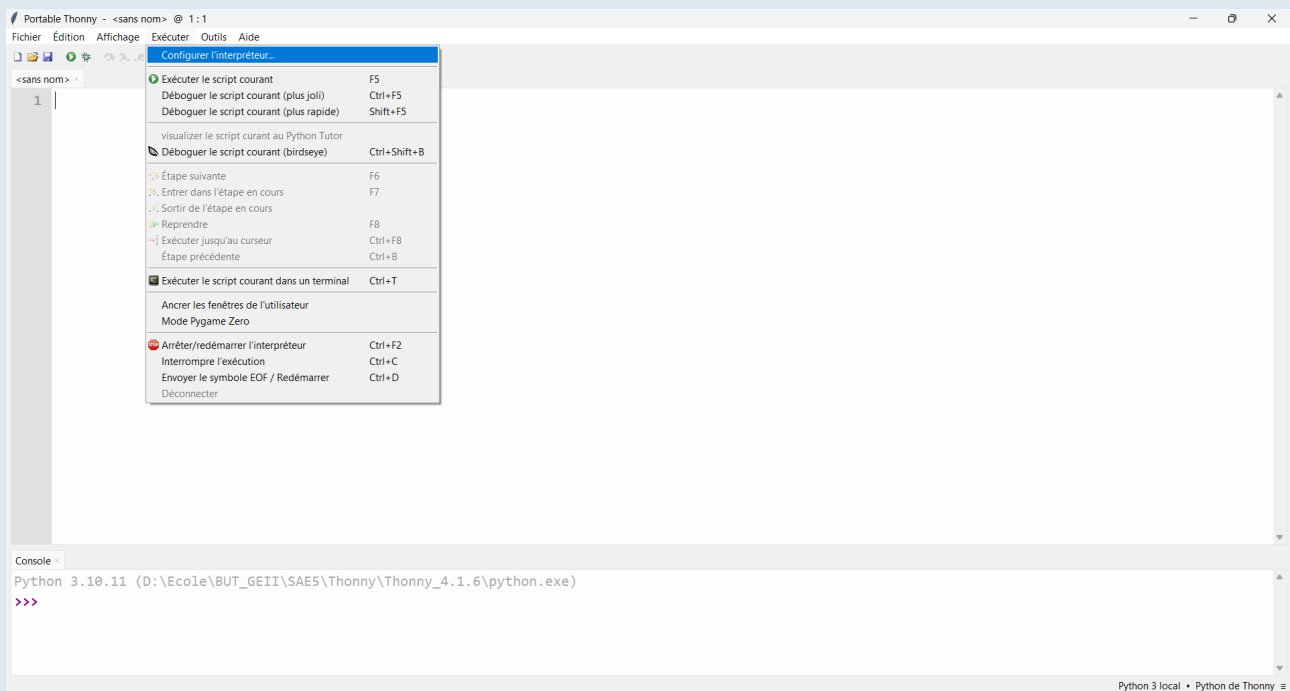 Portable Thonny - <sans nom> @ 1:1
Fichier Édition Affichage Exécuter Outils Aide
Configurer l'interpréteur...
<sans nom> ×
Exécuter le script courant F5
Déboguer le script courant (plus joli) Ctrl+F5
Déboguer le script courant (plus rapide) Shift+F5
visualizer le script curant au Python Tutor
Déboguer le script courant (birdseye) Ctrl+Shift+B
Étape suivante F6
Entrer dans l'étape en cours F7
Sortir de l'étape en cours
Reprendre F8
Exécuter jusqu'au curseur Ctrl+F8
Étape précédente Ctrl+B
Exécuter le script courant dans un terminal Ctrl+T
Ancrer les fenêtres de l'utilisateur
Mode Pygame Zero
Arrêter/redémarrer l'interpréteur Ctrl+F2
Interrompre l'exécution Ctrl+C
Envoyer le symbole EOF / Redémarrer Ctrl+D
Déconnecter
1
Console ×
Python 3.10.11 (D:\Ecole\BUT_GEII\SAE5\Thonny\Thonny_4.1.6\python.exe)
>>>
Python 3 local • Python de Thonny ≡